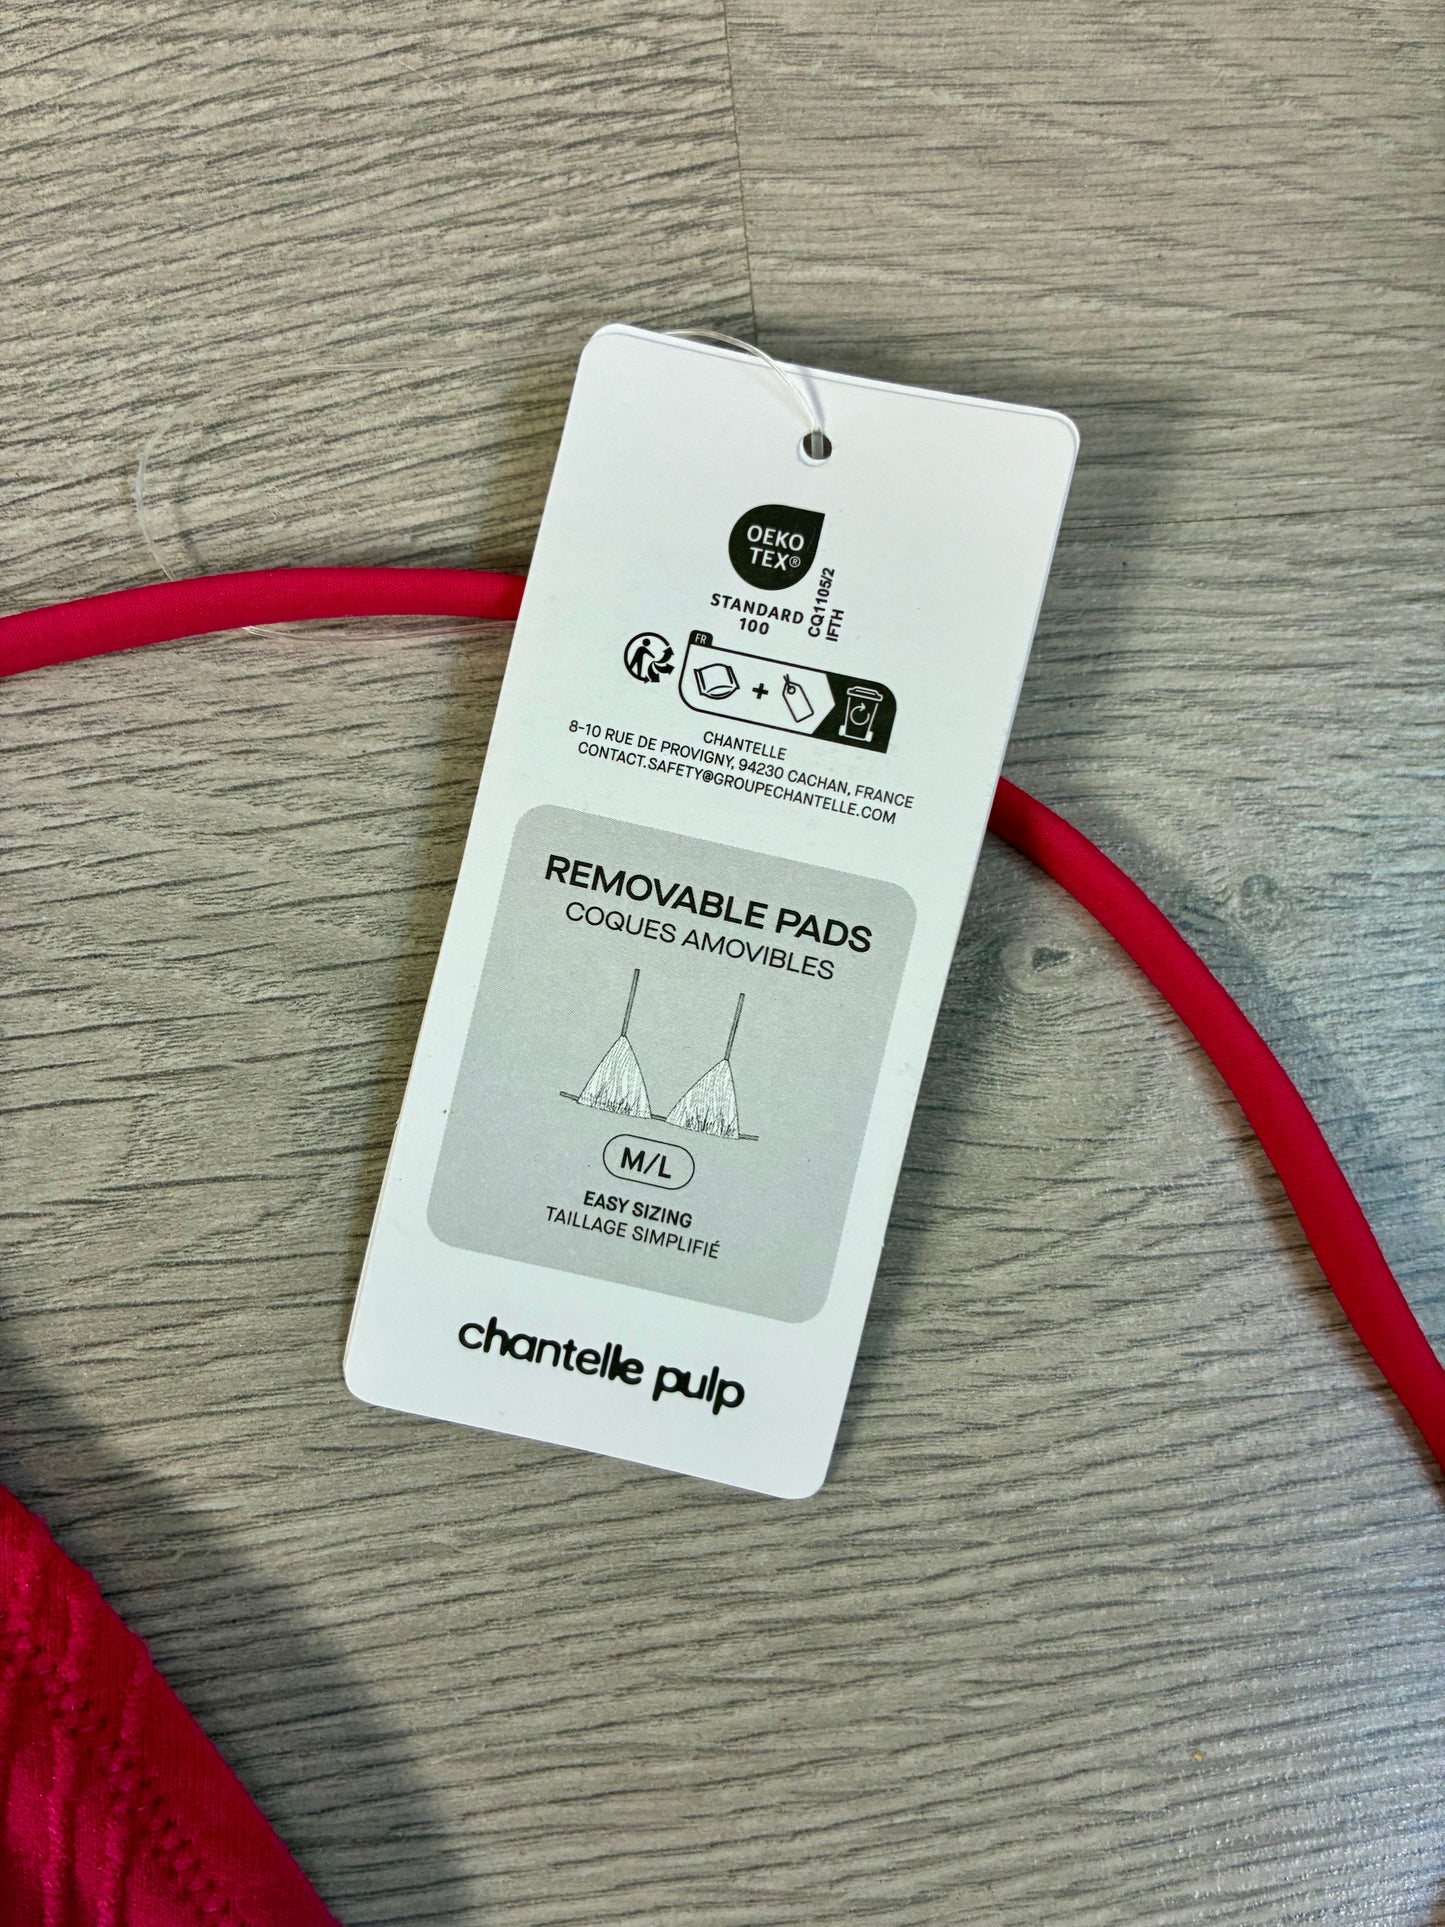 OEKO
TEX®
STANDARD
100
CQ1105/2
IFTH
FR
+
CHANTELLE
8-10 RUE DE PROVIGNY, 94230 CACHAN, FRANCE
CONTACT.SAFETY@GROUPECHANTELLE.COM
REMOVABLE PADS
COQUES AMOVIBLES
M/L
EASY SIZING
TAILLAGE SIMPLIFIÉ
chantelle pulp